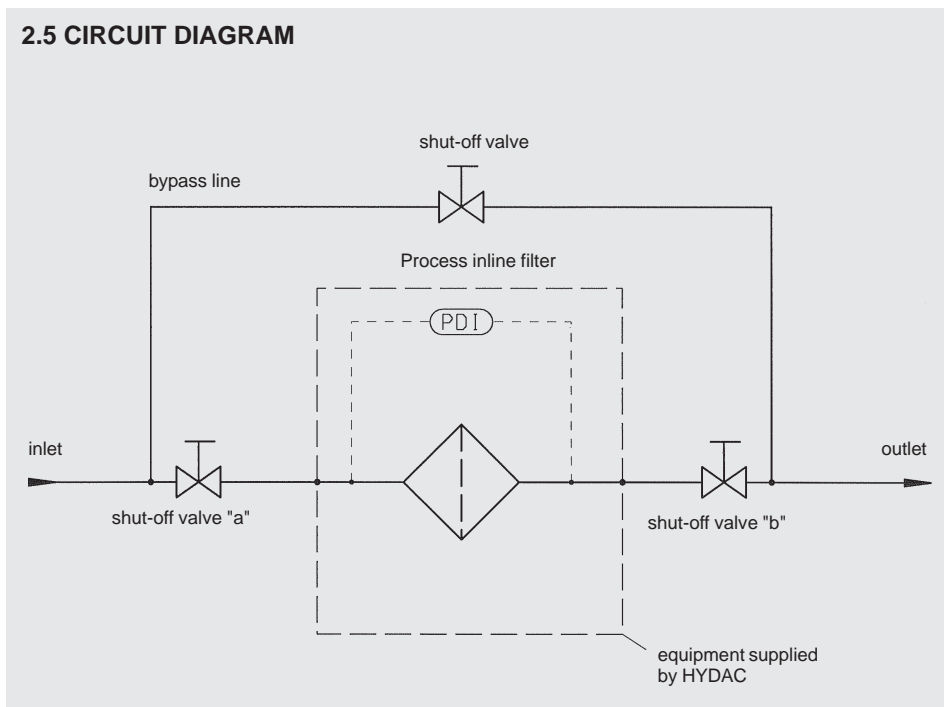 2.5 CIRCUIT DIAGRAM
shut-off valve
bypass line
Process inline filter
PDI
inlet
outlet
shut-off valve "a"
shut-off valve "b"
equipment supplied
by HYDAC